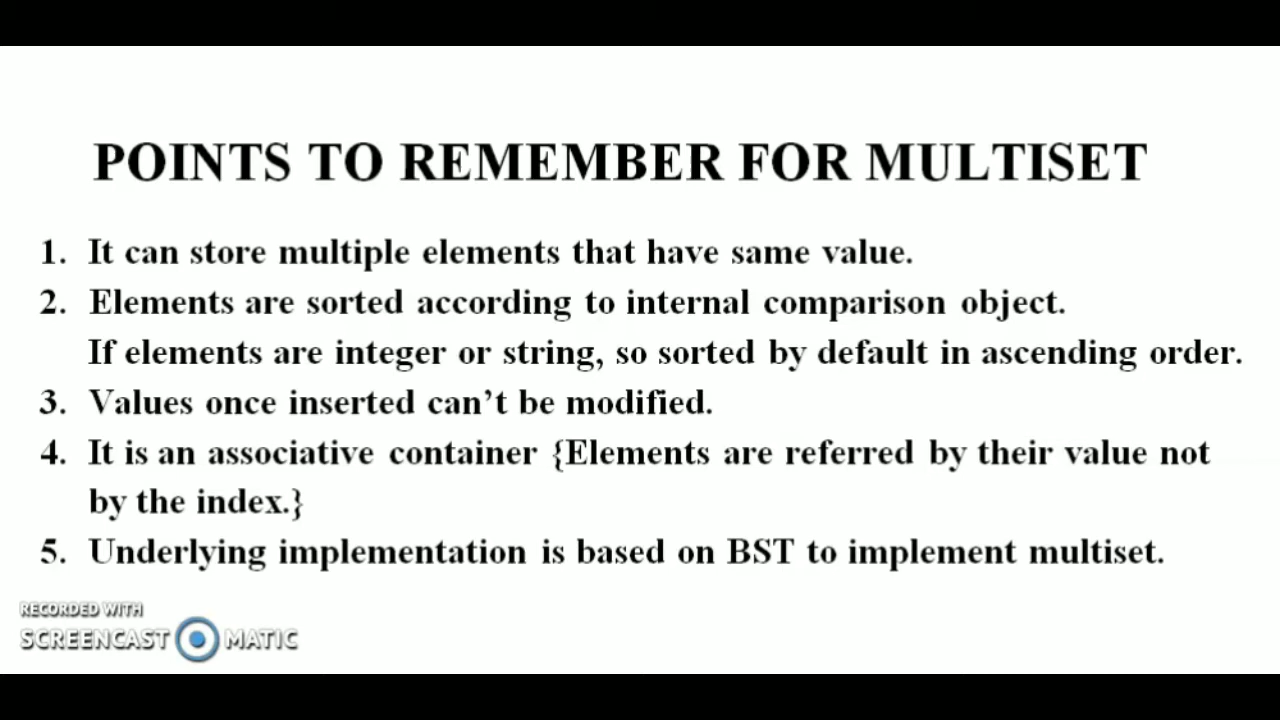 POINTS TO REMEMBER FOR MULTISET
1. It can store multiple elements that have same value.
2. Elements are sorted according to internal comparison object.
If elements are integer or string, so sorted by default in ascending order.
3. Values once inserted can’t be modified.
4. It is an associative container {Elements are referred by their value not
by the index.}
5. Underlying implementation is based on BST to implement multiset.
RECORDED WITH
SCREENCAST MATIC